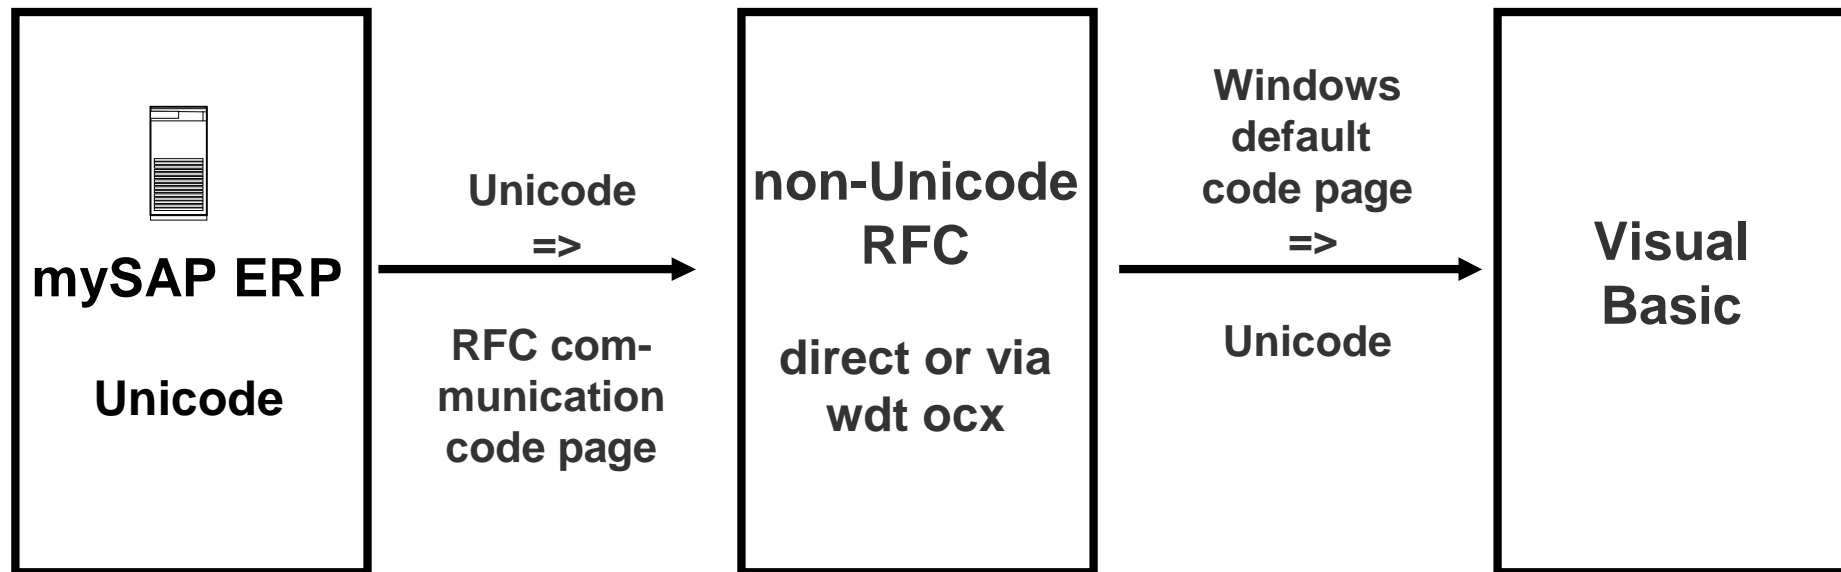 mySAP ERP
Unicode
Unicode
=>
RFC com-
munication
code page
non-Unicode
RFC
direct or via
wdt ocx
Windows
default
code page
=>
Unicode
Visual
Basic